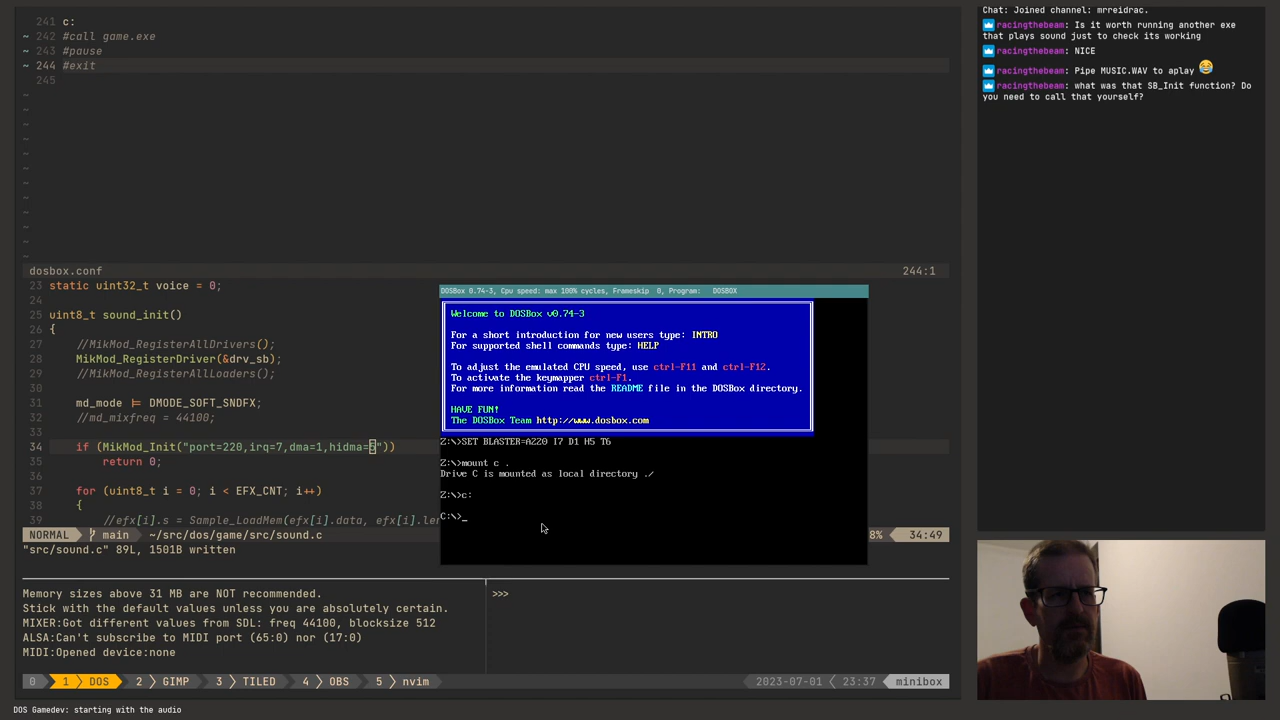 241 c:
~ 242 #call game.exe
~ 243 #pause
~ 244 #exit
245
~
~
~
~
~
~
~
~
~
~
~
~
dosbox.conf 244:1
23 static uint32_t voice = 0;
24
25 uint8_t sound_init()
26 {
27 //MikMod_RegisterAllDrivers();
28 MikMod_RegisterDriver(&drv_sb);
29 //MikMod_RegisterAllLoaders();
30
31 md_mode |= DMODE_SOFT_SNDFX;
32 //md_mixfreq = 44100;
33
34 if (MikMod_Init("port=220,irq=7,dma=1,hidma=5"))
35 return 0;
36
37 for (uint8_t i = 0; i < EFX_CNT; i++)
38 {
39 //efx[i].s = Sample_LoadMem(efx[i].data, efx[i].len
NORMAL main ~/src/dos/game/src/sound.c 8% 34:49
"src/sound.c" 89L, 1501B written
DOSBox 0.74-3, Cpu speed: max 100% cycles, Frameskip 0, Program: DOSBOX
Welcome to DOSBox v0.74-3
For a short introduction for new users type: INTRO
For supported shell commands type: HELP
To adjust the emulated CPU speed, use ctrl-F11 and ctrl-F12.
To activate the keymapper ctrl-F1.
For more information read the README file in the DOSBox directory.
HAVE FUN!
The DOSBox Team http://www.dosbox.com
Z:\>SET BLASTER=A220 I7 D1 H5 T6
Z:\>mount c .
Drive C is mounted as local directory ./
Z:\>c:
C:\>_
Memory sizes above 31 MB are NOT recommended.
Stick with the default values unless you are absolutely certain.
MIXER:Got different values from SDL: freq 44100, blocksize 512
ALSA:Can't subscribe to MIDI port (65:0) nor (17:0)
MIDI:Opened device:none
>>>
0 1 DOS 2 GIMP 3 TILED 4 OBS 5 nvim 2023-07-01 23:37 minibox
DOS Gamedev: starting with the audio
Chat: Joined channel: mrreidrac.
racingthebeam: Is it worth running another exe
that plays sound just to check its working
racingthebeam: NICE
racingthebeam: Pipe MUSIC.WAV to aplay 😂
racingthebeam: what was that SB_Init function? Do
you need to call that yourself?